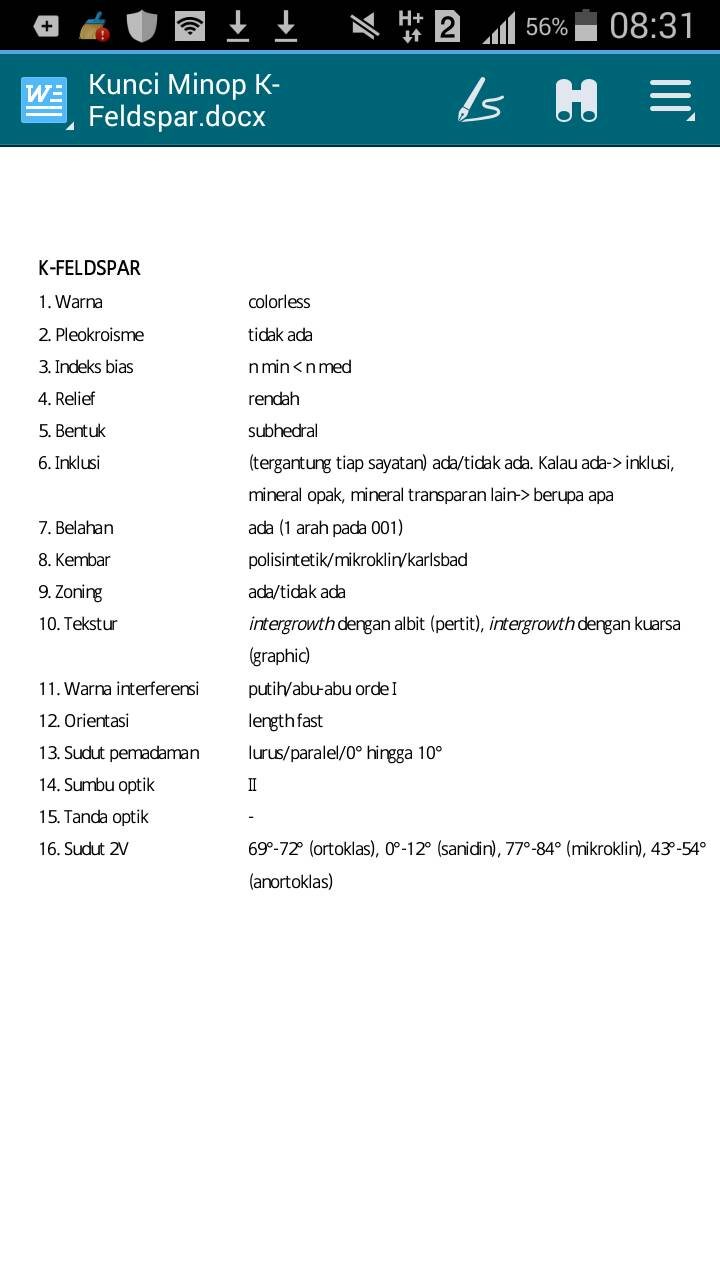 H+ 2 56% 08:31
Kunci Minop K-
Feldspar.docx
K-FELDSPAR
1. Warna colorless
2. Pleokroisme tidak ada
3. Indeks bias n min < n med
4. Relief rendah
5. Bentuk subhedral
6. Inklusi (tergantung tiap sayatan) ada/tidak ada. Kalau ada-> inklusi,
mineral opak, mineral transparan lain-> berupa apa
7. Belahan ada (1 arah pada 001)
8. Kembar polisintetik/mikroklin/karlsbad
9. Zoning ada/tidak ada
10. Tekstur intergrowth dengan albit (pertit), intergrowth dengan kuarsa
(graphic)
11. Warna interferensi putih/abu-abu orde I
12. Orientasi length fast
13. Sudut pemadaman lurus/paralel/0° hingga 10°
14. Sumbu optik II
15. Tanda optik -
16. Sudut 2V 69°-72° (ortoklas), 0°-12° (sanidin), 77°-84° (mikroklin), 43°-54°
(anortoklas)